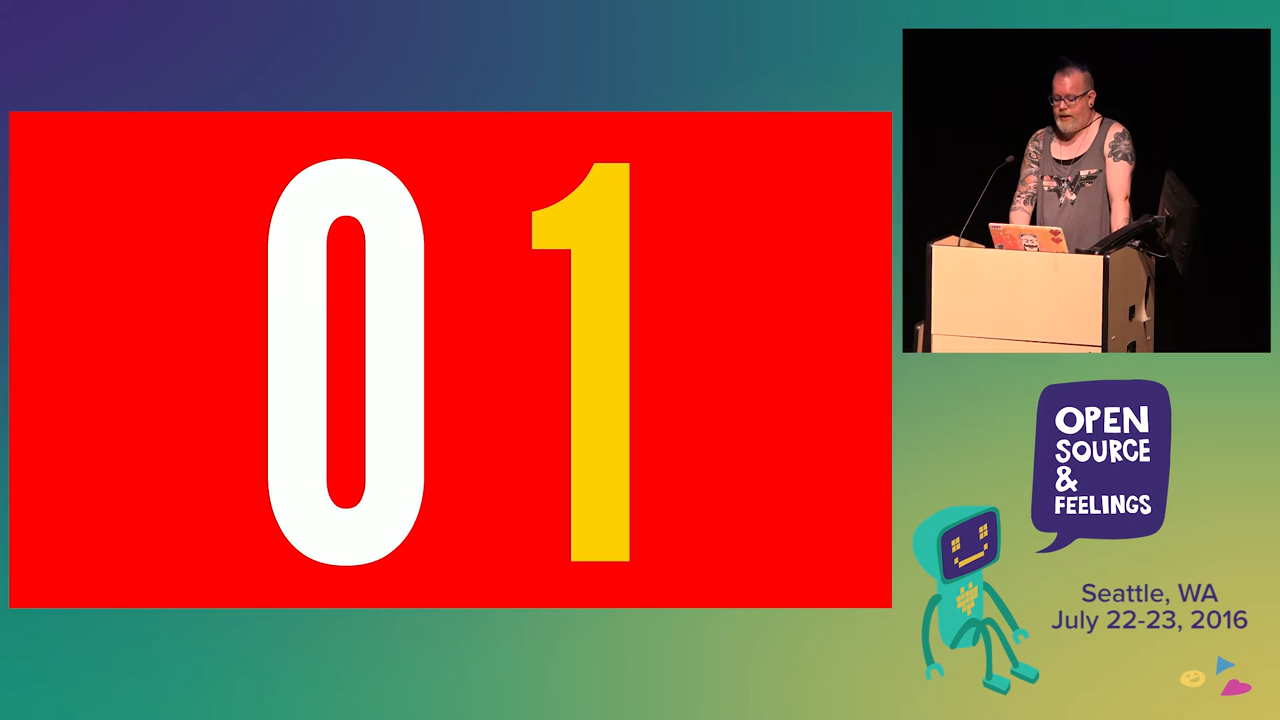 0 1
OPEN
SOURCE
&
FEELINGS
Seattle, WA
July 22-23, 2016